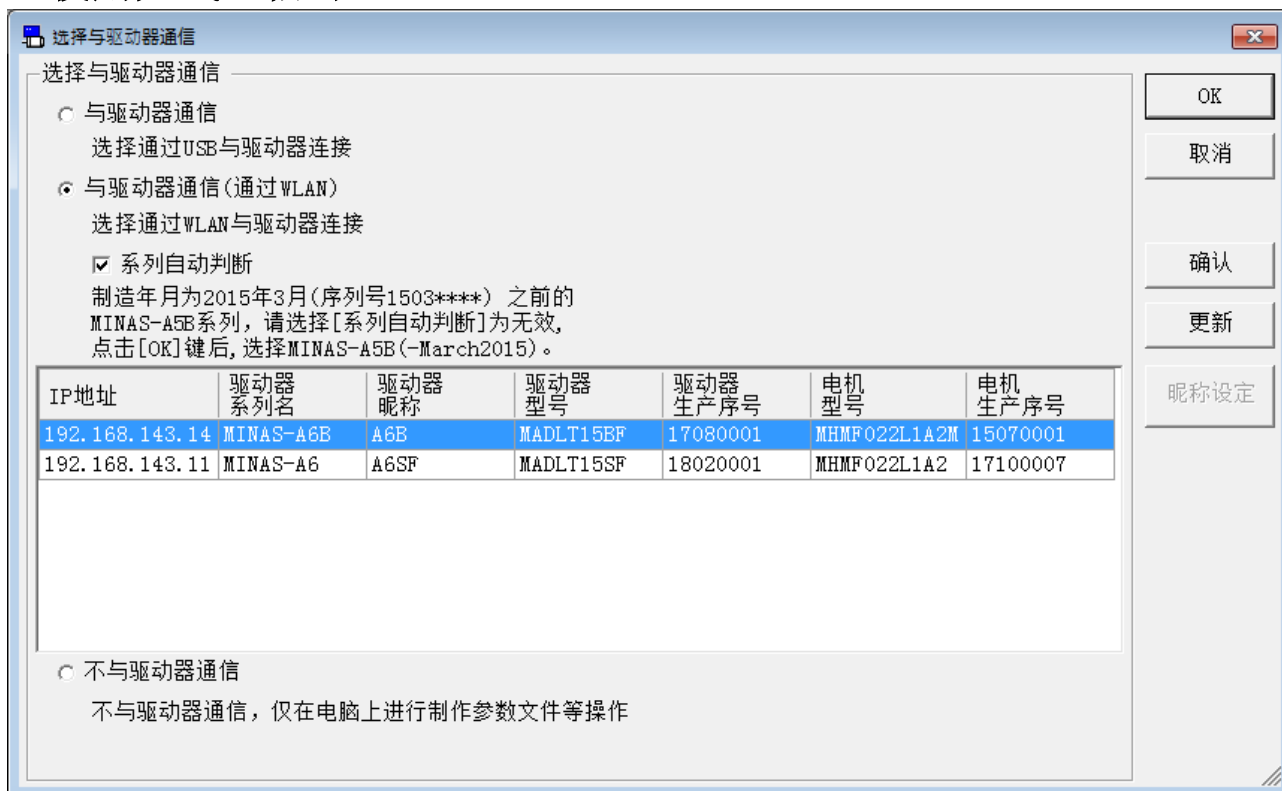 选择与驱动器通信
选择与驱动器通信
与驱动器通信
选择通过USB与驱动器连接
与驱动器通信(通过WLAN)
选择通过WLAN与驱动器连接
系列自动判断
制造年月为2015年3月(序列号1503****) 之前的
MINAS-A5B系列，请选择[系列自动判断]为无效,
点击[OK]键后,选择MINAS-A5B(-March2015)。
IP地址 驱动器系列名 驱动器昵称 驱动器型号 驱动器生产序号 电机型号 电机生产序号
192.168.143.14 MINAS-A6B A6B MADLT15BF 17080001 MHMF022L1A2M 15070001
192.168.143.11 MINAS-A6 A6SF MADLT15SF 18020001 MHMF022L1A2 17100007
不与驱动器通信
不与驱动器通信，仅在电脑上进行制作参数文件等操作
OK
取消
确认
更新
昵称设定